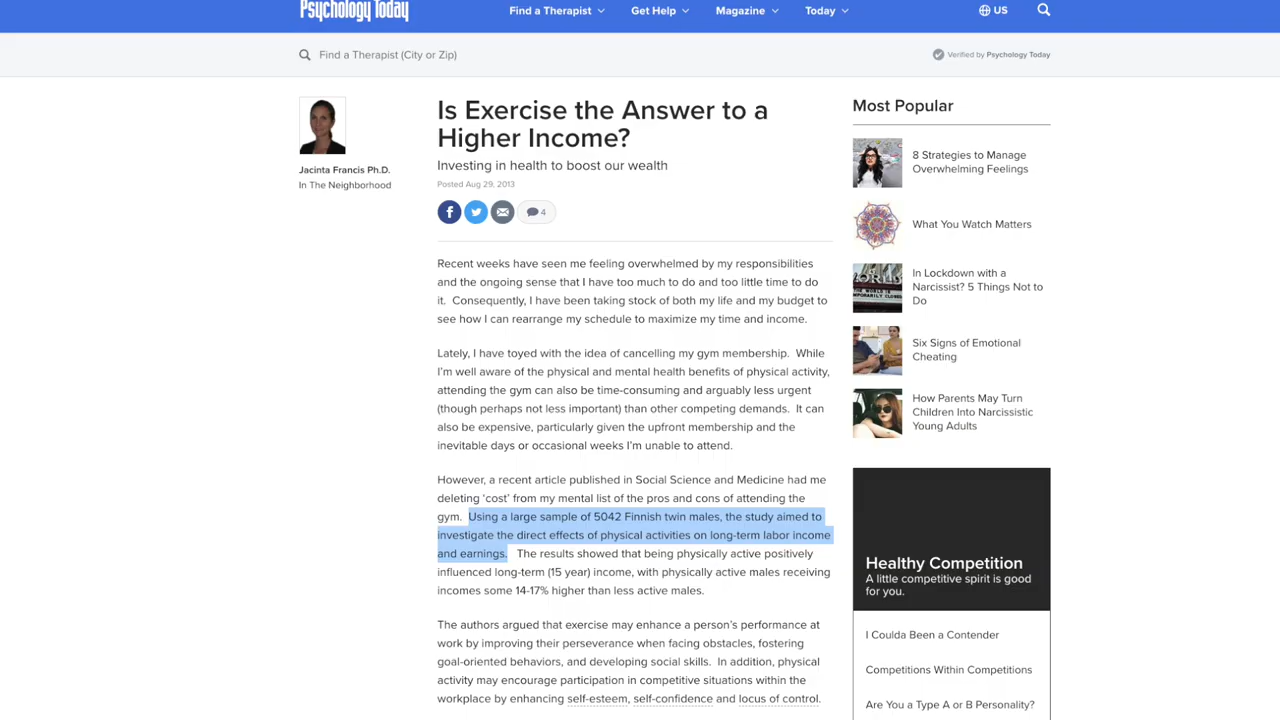 Psychology Today
Find a Therapist
Get Help
Magazine
Today
US
Find a Therapist (City or Zip)
Verified by Psychology Today
Jacinta Francis Ph.D.
In The Neighborhood
Is Exercise the Answer to a
Higher Income?
Investing in health to boost our wealth
Posted Aug 29, 2013
4
Recent weeks have seen me feeling overwhelmed by my responsibilities
and the ongoing sense that I have too much to do and too little time to do
it. Consequently, I have been taking stock of both my life and my budget to
see how I can rearrange my schedule to maximize my time and income.
Lately, I have toyed with the idea of cancelling my gym membership. While
I'm well aware of the physical and mental health benefits of physical activity,
attending the gym can also be time-consuming and arguably less urgent
(though perhaps not less important) than other competing demands. It can
also be expensive, particularly given the upfront membership and the
inevitable days or occasional weeks I'm unable to attend.
However, a recent article published in Social Science and Medicine had me
deleting 'cost' from my mental list of the pros and cons of attending the
gym. Using a large sample of 5042 Finnish twin males, the study aimed to
investigate the direct effects of physical activities on long-term labor income
and earnings. The results showed that being physically active positively
influenced long-term (15 year) income, with physically active males receiving
incomes some 14-17% higher than less active males.
The authors argued that exercise may enhance a person's performance at
work by improving their perseverance when facing obstacles, fostering
goal-oriented behaviors, and developing social skills. In addition, physical
activity may encourage participation in competitive situations within the
workplace by enhancing self-esteem, self-confidence and locus of control.
Most Popular
8 Strategies to Manage
Overwhelming Feelings
What You Watch Matters
In Lockdown with a
Narcissist? 5 Things Not to
Do
Six Signs of Emotional
Cheating
How Parents May Turn
Children Into Narcissistic
Young Adults
Healthy Competition
A little competitive spirit is good
for you.
I Coulda Been a Contender
Competitions Within Competitions
Are You a Type A or B Personality?